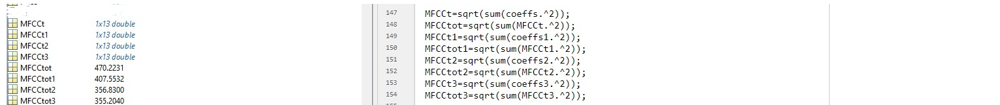 MFCCt 1x13 double
MFCCt1 1x13 double
MFCCt2 1x13 double
MFCCt3 1x13 double
MFCCtot 470.2231
MFCCtot1 407.5532
MFCCtot2 356.8300
MFCCtot3 355.2040
147 MFCCt=sqrt(sum(coeffs.^2));
148 MFCCtot=sqrt(sum(MFCCt.^2));
149 MFCCt1=sqrt(sum(coeffs1.^2));
150 MFCCtot1=sqrt(sum(MFCCt1.^2));
151 MFCCt2=sqrt(sum(coeffs2.^2));
152 MFCCtot2=sqrt(sum(MFCCt2.^2));
153 MFCCt3=sqrt(sum(coeffs3.^2));
154 MFCCtot3=sqrt(sum(MFCCt3.^2));